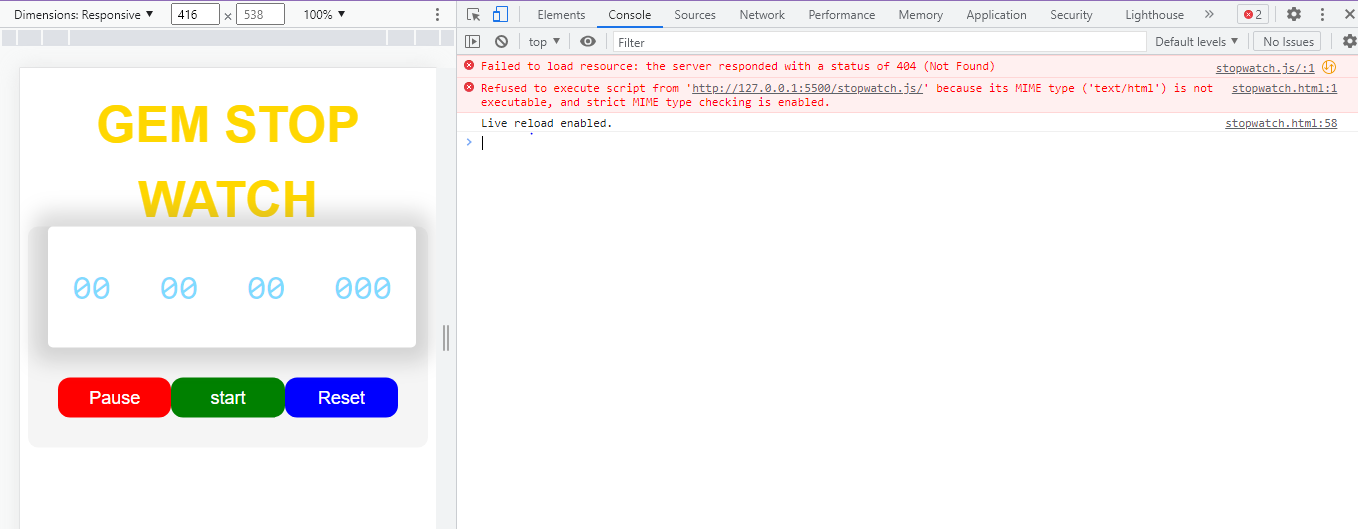 Dimensions: Responsive ▼ 416 × 538 100% ▼
Elements Console Sources Network Performance Memory Application Security Lighthouse » 2
top ▼ Filter Default levels ▼ No Issues
Failed to load resource: the server responded with a status of 404 (Not Found) stopwatch.js/:1
Refused to execute script from 'http://127.0.0.1:5500/stopwatch.js/' because its MIME type ('text/html') is not stopwatch.html:1
executable, and strict MIME type checking is enabled.
Live reload enabled. stopwatch.html:58
>
GEM STOP
WATCH
00 00 00 000
Pause start Reset